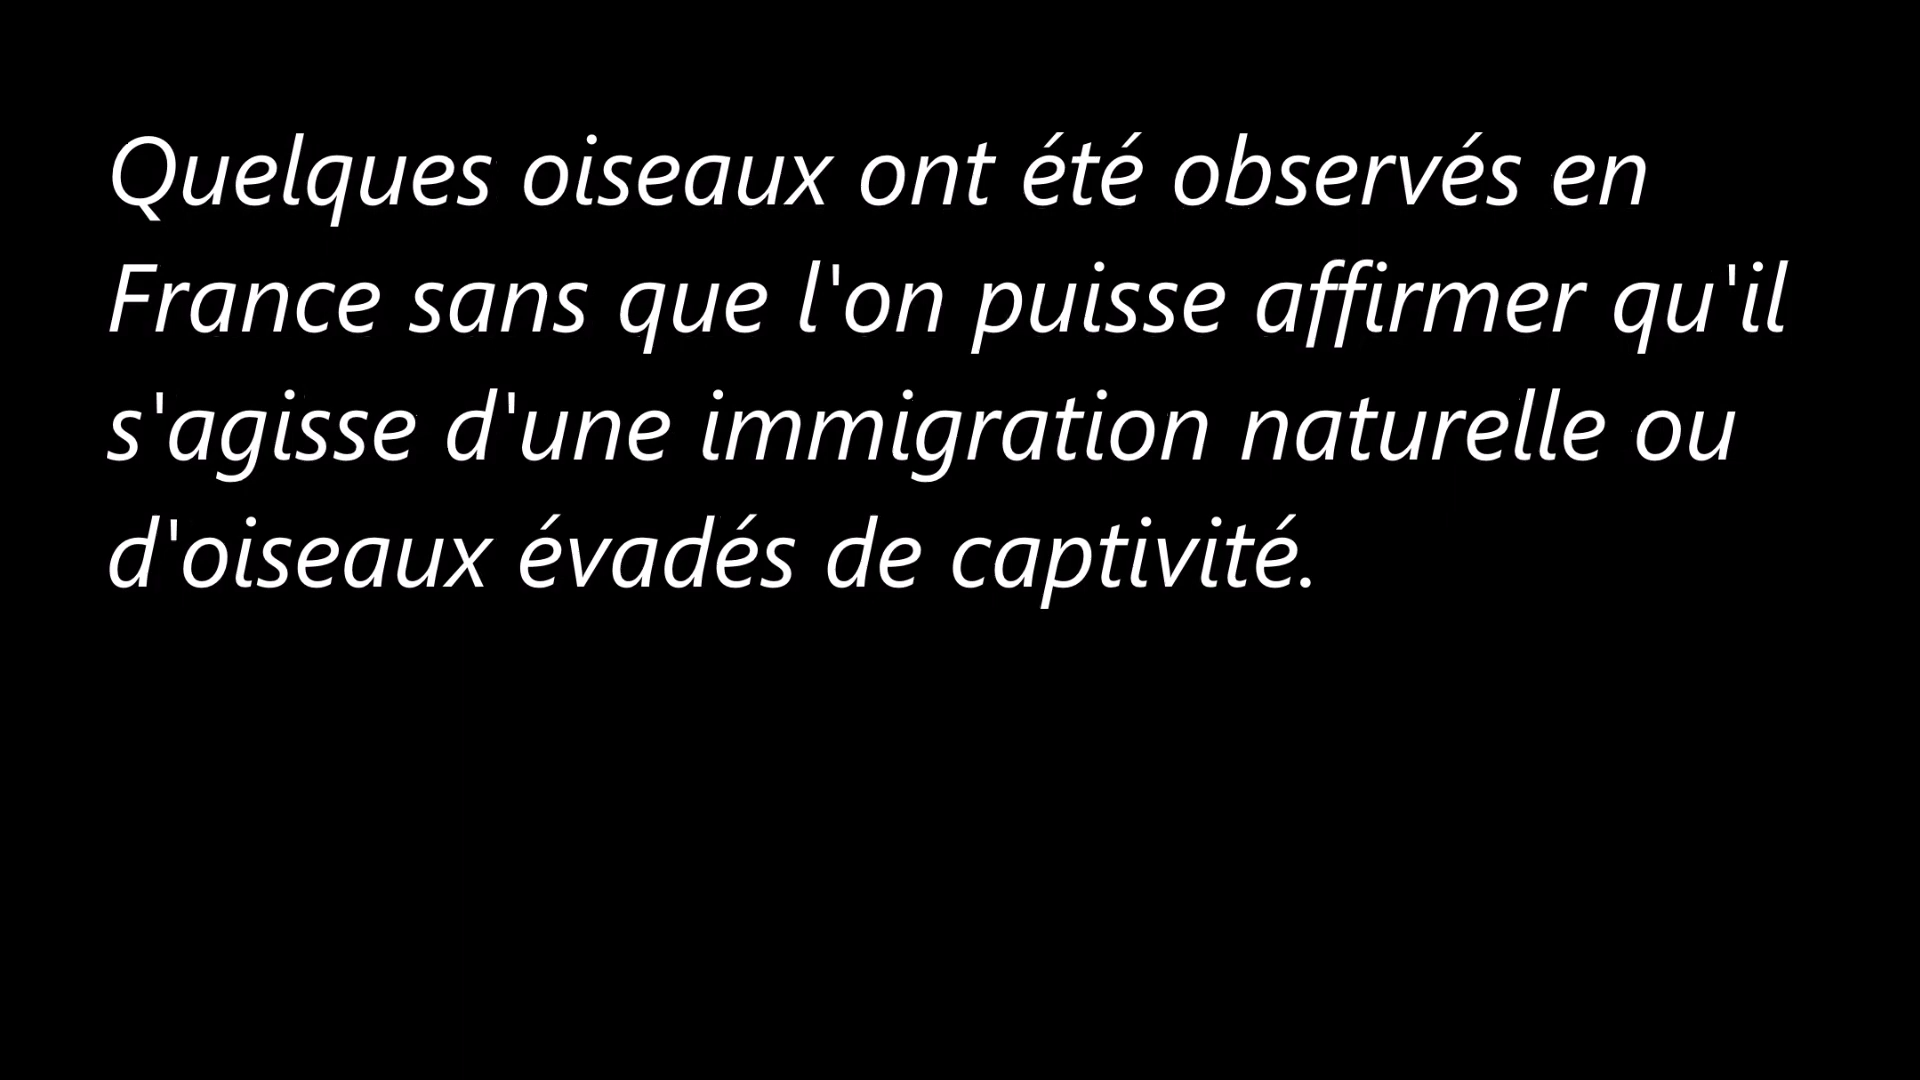 Quelques oiseaux ont été observés en
France sans que l'on puisse affirmer qu'il
s'agisse d'une immigration naturelle ou
d'oiseaux évadés de captivité.